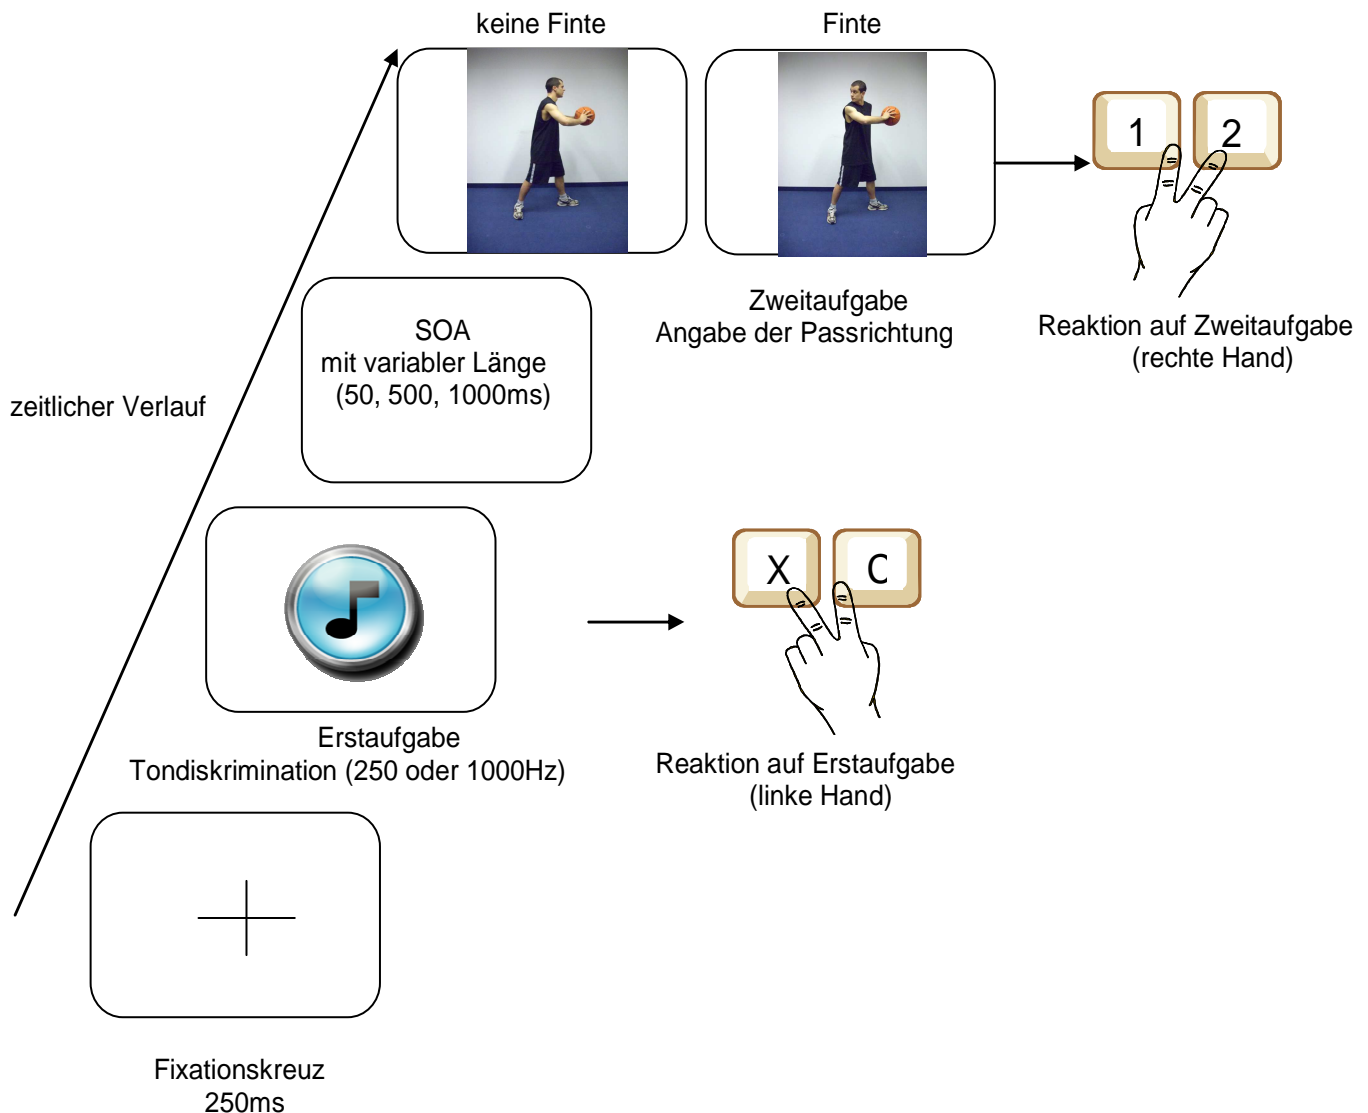 keine Finte
Finte
1 2
Zweitaufgabe
Angabe der Passrichtung
Reaktion auf Zweitaufgabe
(rechte Hand)
SOA
mit variabler Länge
(50, 500, 1000ms)
zeitlicher Verlauf
X C
Erstaufgabe
Tondiskrimination (250 oder 1000Hz)
Reaktion auf Erstaufgabe
(linke Hand)
Fixationskreuz
250ms